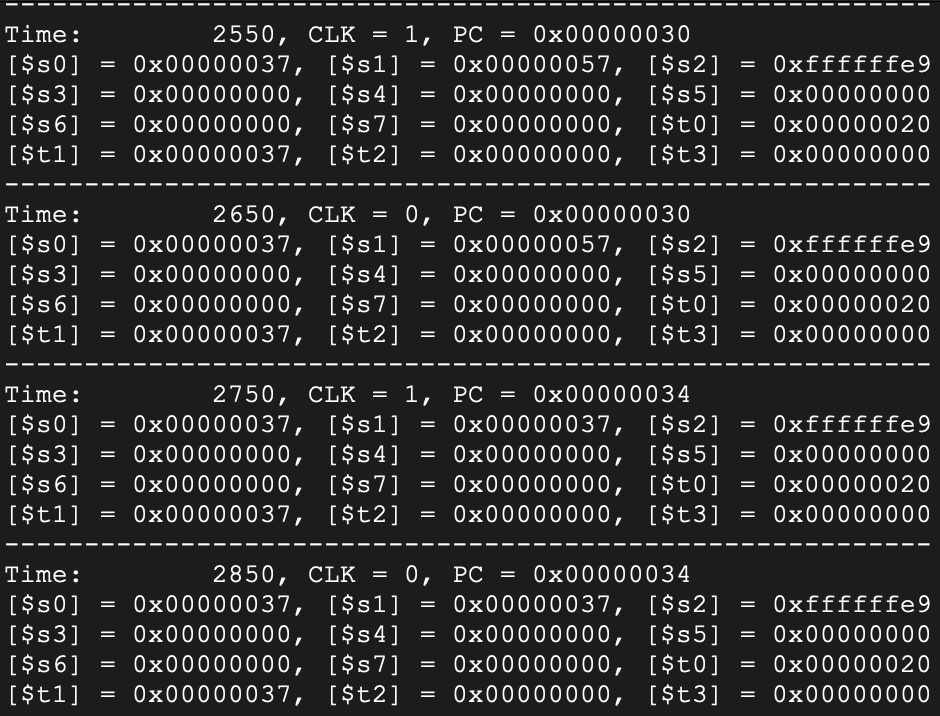 ----------------------------------------------------------
Time:        2550, CLK = 1, PC = 0x00000030
[$s0] = 0x00000037, [$s1] = 0x00000057, [$s2] = 0xffffffe9
[$s3] = 0x00000000, [$s4] = 0x00000000, [$s5] = 0x00000000
[$s6] = 0x00000000, [$s7] = 0x00000000, [$t0] = 0x00000020
[$t1] = 0x00000037, [$t2] = 0x00000000, [$t3] = 0x00000000
----------------------------------------------------------
Time:        2650, CLK = 0, PC = 0x00000030
[$s0] = 0x00000037, [$s1] = 0x00000057, [$s2] = 0xffffffe9
[$s3] = 0x00000000, [$s4] = 0x00000000, [$s5] = 0x00000000
[$s6] = 0x00000000, [$s7] = 0x00000000, [$t0] = 0x00000020
[$t1] = 0x00000037, [$t2] = 0x00000000, [$t3] = 0x00000000
----------------------------------------------------------
Time:        2750, CLK = 1, PC = 0x00000034
[$s0] = 0x00000037, [$s1] = 0x00000037, [$s2] = 0xffffffe9
[$s3] = 0x00000000, [$s4] = 0x00000000, [$s5] = 0x00000000
[$s6] = 0x00000000, [$s7] = 0x00000000, [$t0] = 0x00000020
[$t1] = 0x00000037, [$t2] = 0x00000000, [$t3] = 0x00000000
----------------------------------------------------------
Time:        2850, CLK = 0, PC = 0x00000034
[$s0] = 0x00000037, [$s1] = 0x00000037, [$s2] = 0xffffffe9
[$s3] = 0x00000000, [$s4] = 0x00000000, [$s5] = 0x00000000
[$s6] = 0x00000000, [$s7] = 0x00000000, [$t0] = 0x00000020
[$t1] = 0x00000037, [$t2] = 0x00000000, [$t3] = 0x00000000